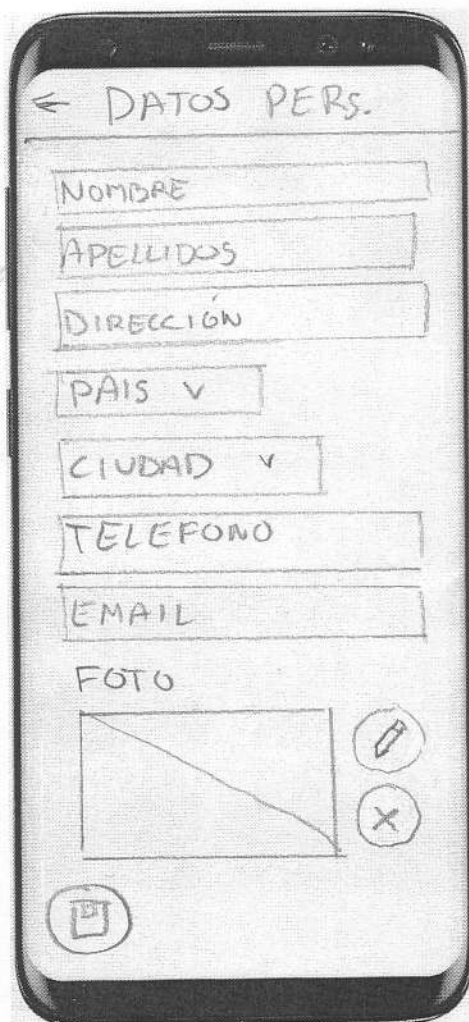 ← DATOS PERS.
NOMBRE
APELLIDOS
DIRECCIÓN
PAIS ∨
CIUDAD ∨
TELEFONO
EMAIL
FOTO